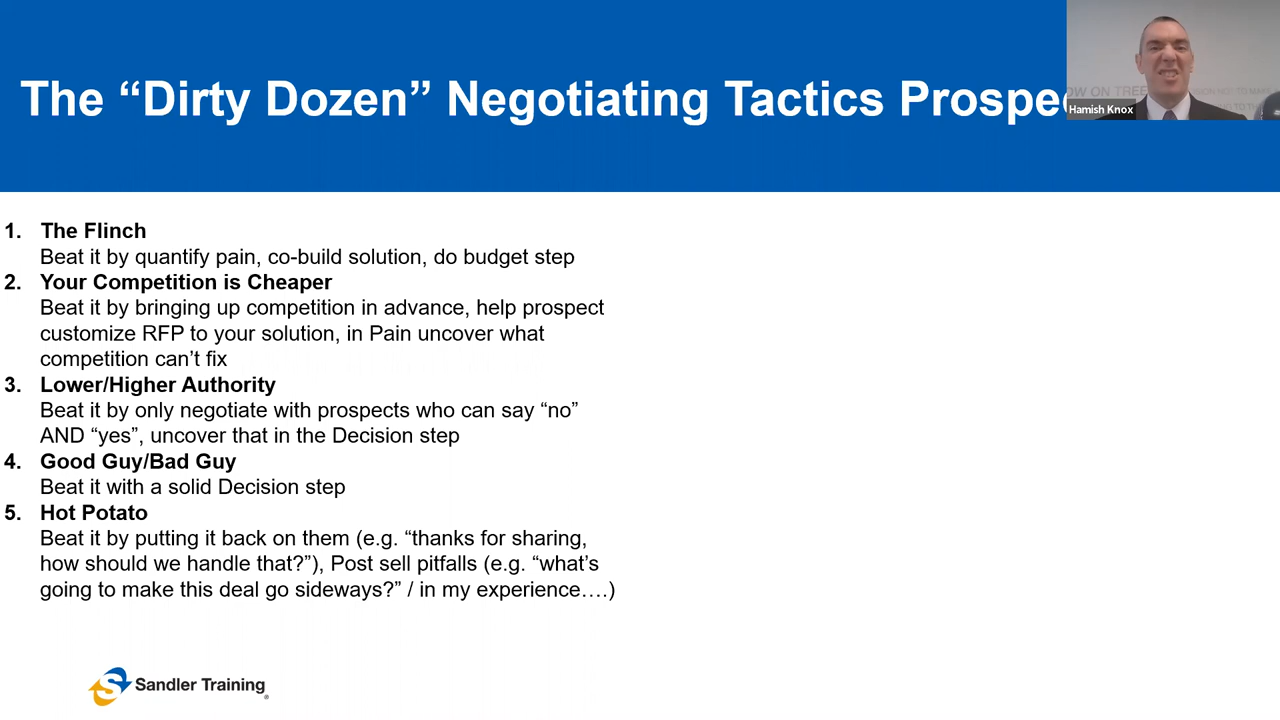 The “Dirty Dozen” Negotiating Tactics
Hamish Knox
1. The Flinch
Beat it by quantify pain, co-build solution, do budget step
2. Your Competition is Cheaper
Beat it by bringing up competition in advance, help prospect
customize RFP to your solution, in Pain uncover what
competition can’t fix
3. Lower/Higher Authority
Beat it by only negotiate with prospects who can say “no”
AND “yes”, uncover that in the Decision step
4. Good Guy/Bad Guy
Beat it with a solid Decision step
5. Hot Potato
Beat it by putting it back on them (e.g. “thanks for sharing,
how should we handle that?”), Post sell pitfalls (e.g. “what’s
going to make this deal go sideways?” / in my experience….)
Sandler Training